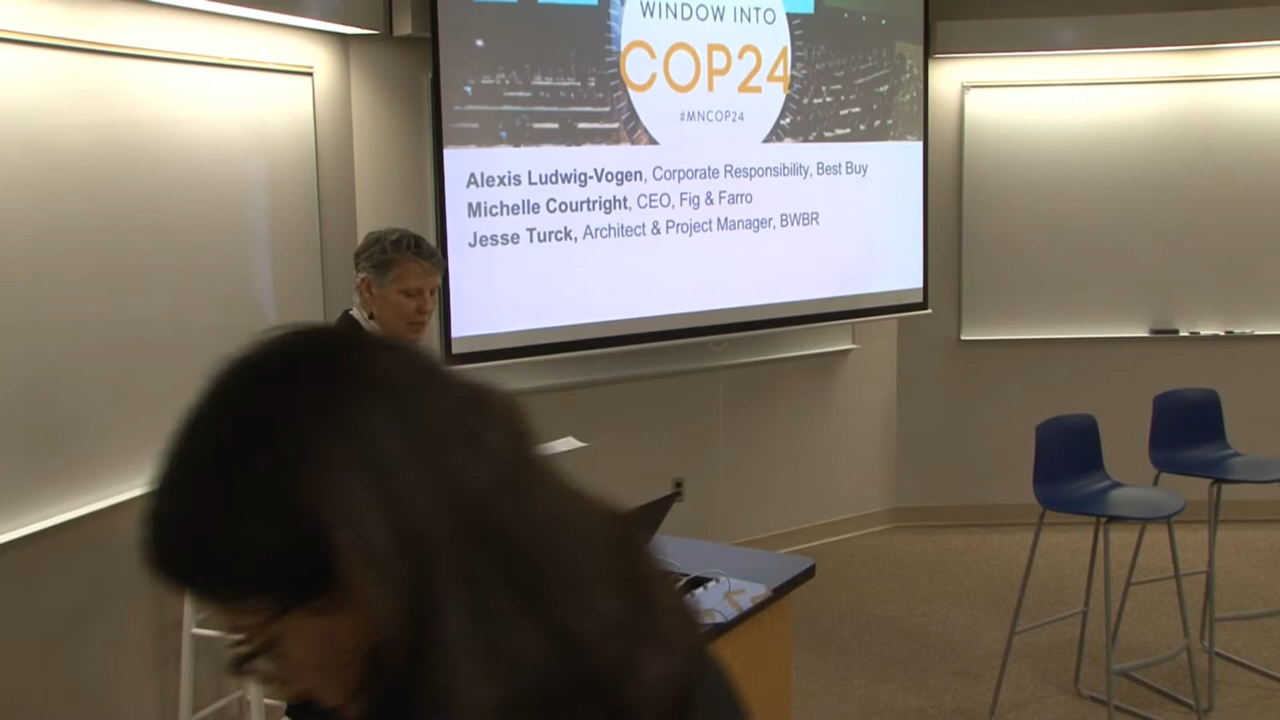 WINDOW INTO
COP24
#MNCOP24
Alexis Ludwig-Vogen, Corporate Responsibility, Best Buy
Michelle Courtright, CEO, Fig & Farro
Jesse Turck, Architect & Project Manager, BWBR